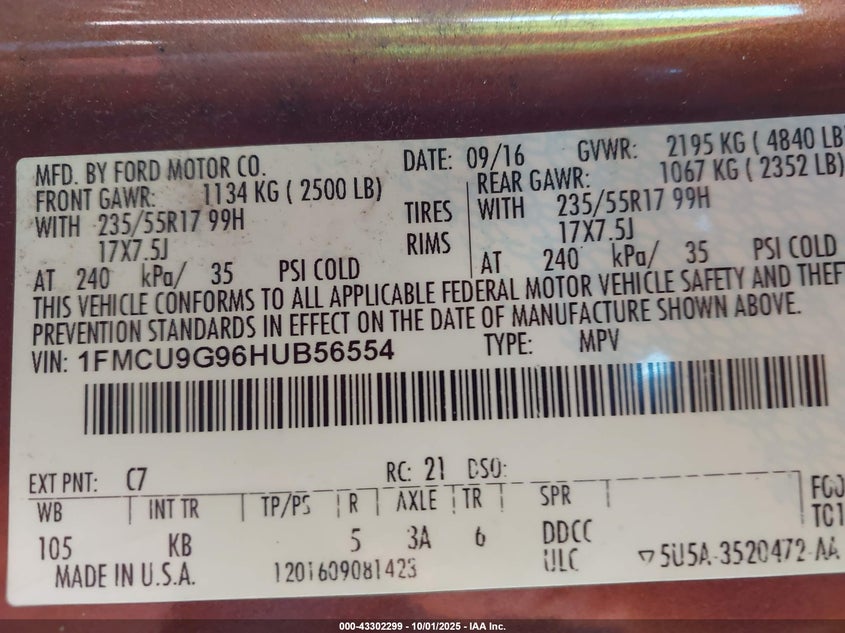 MFD. BY FORD MOTOR CO. DATE: 09/16 GVWR: 2195 KG ( 4840 LB
FRONT GAWR: 1134 KG ( 2500 LB) REAR GAWR: 1067 KG ( 2352 LB)
WITH 235/55R17 99H TIRES WITH 235/55R17 99H
17X7.5J RIMS 17X7.5J
AT 240 kPa/ 35 PSI COLD AT 240 kPa/ 35 PSI COLD
THIS VEHICLE CONFORMS TO ALL APPLICABLE FEDERAL MOTOR VEHICLE SAFETY AND THEFT
PREVENTION STANDARDS IN EFFECT ON THE DATE OF MANUFACTURE SHOWN ABOVE.
VIN: 1FMCU9G96HUB56554 TYPE: MPV
EXT PNT: C7 RC: 21 DSO:
WB INT TR TP/PS R AXLE TR SPR
105 KB 5 3A 6 DDCC
ULC
MADE IN U.S.A. 1201609081423 5U5A-3520472-AA
TC1
000-43302299 - 10/01/2025 - IAA Inc.